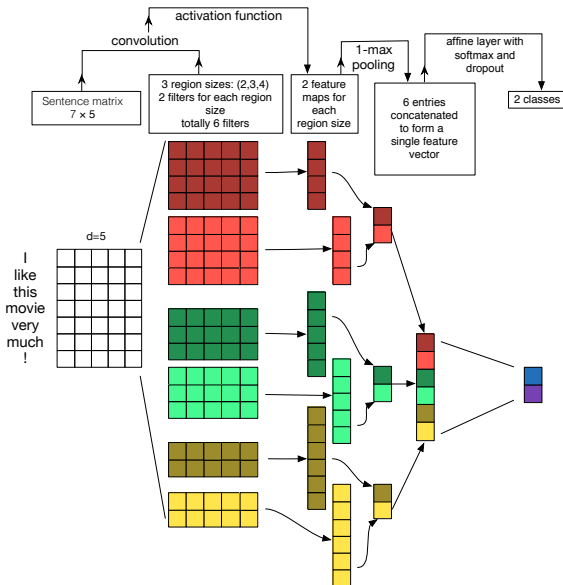 activation function
convolution
1-max
pooling
affine layer with
softmax and
dropout
Sentence matrix
7 × 5
3 region sizes: (2,3,4)
2 filters for each region
size
totally 6 filters
2 feature
maps for
each
region size
6 entries
concatenated
to form a
single feature
vector
2 classes
d=5
I
like
this
movie
very
much
!